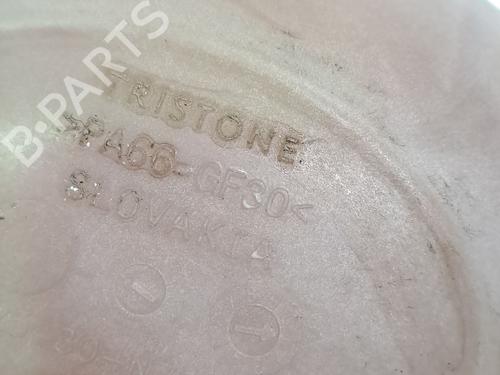 B-PARTS
TRISTONE
>PA66-GF30<
SLOVAKIA